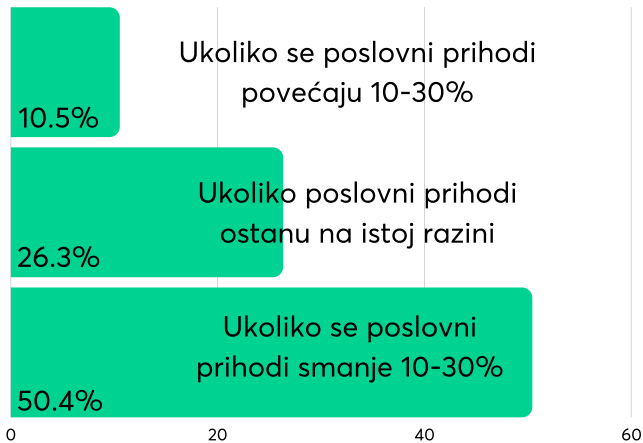 Ukoliko se poslovni prihodi
povećaju 10-30%
10.5%
Ukoliko poslovni prihodi
ostanu na istoj razini
26.3%
Ukoliko se poslovni
prihodi smanje 10-30%
50.4%
0 20 40 60